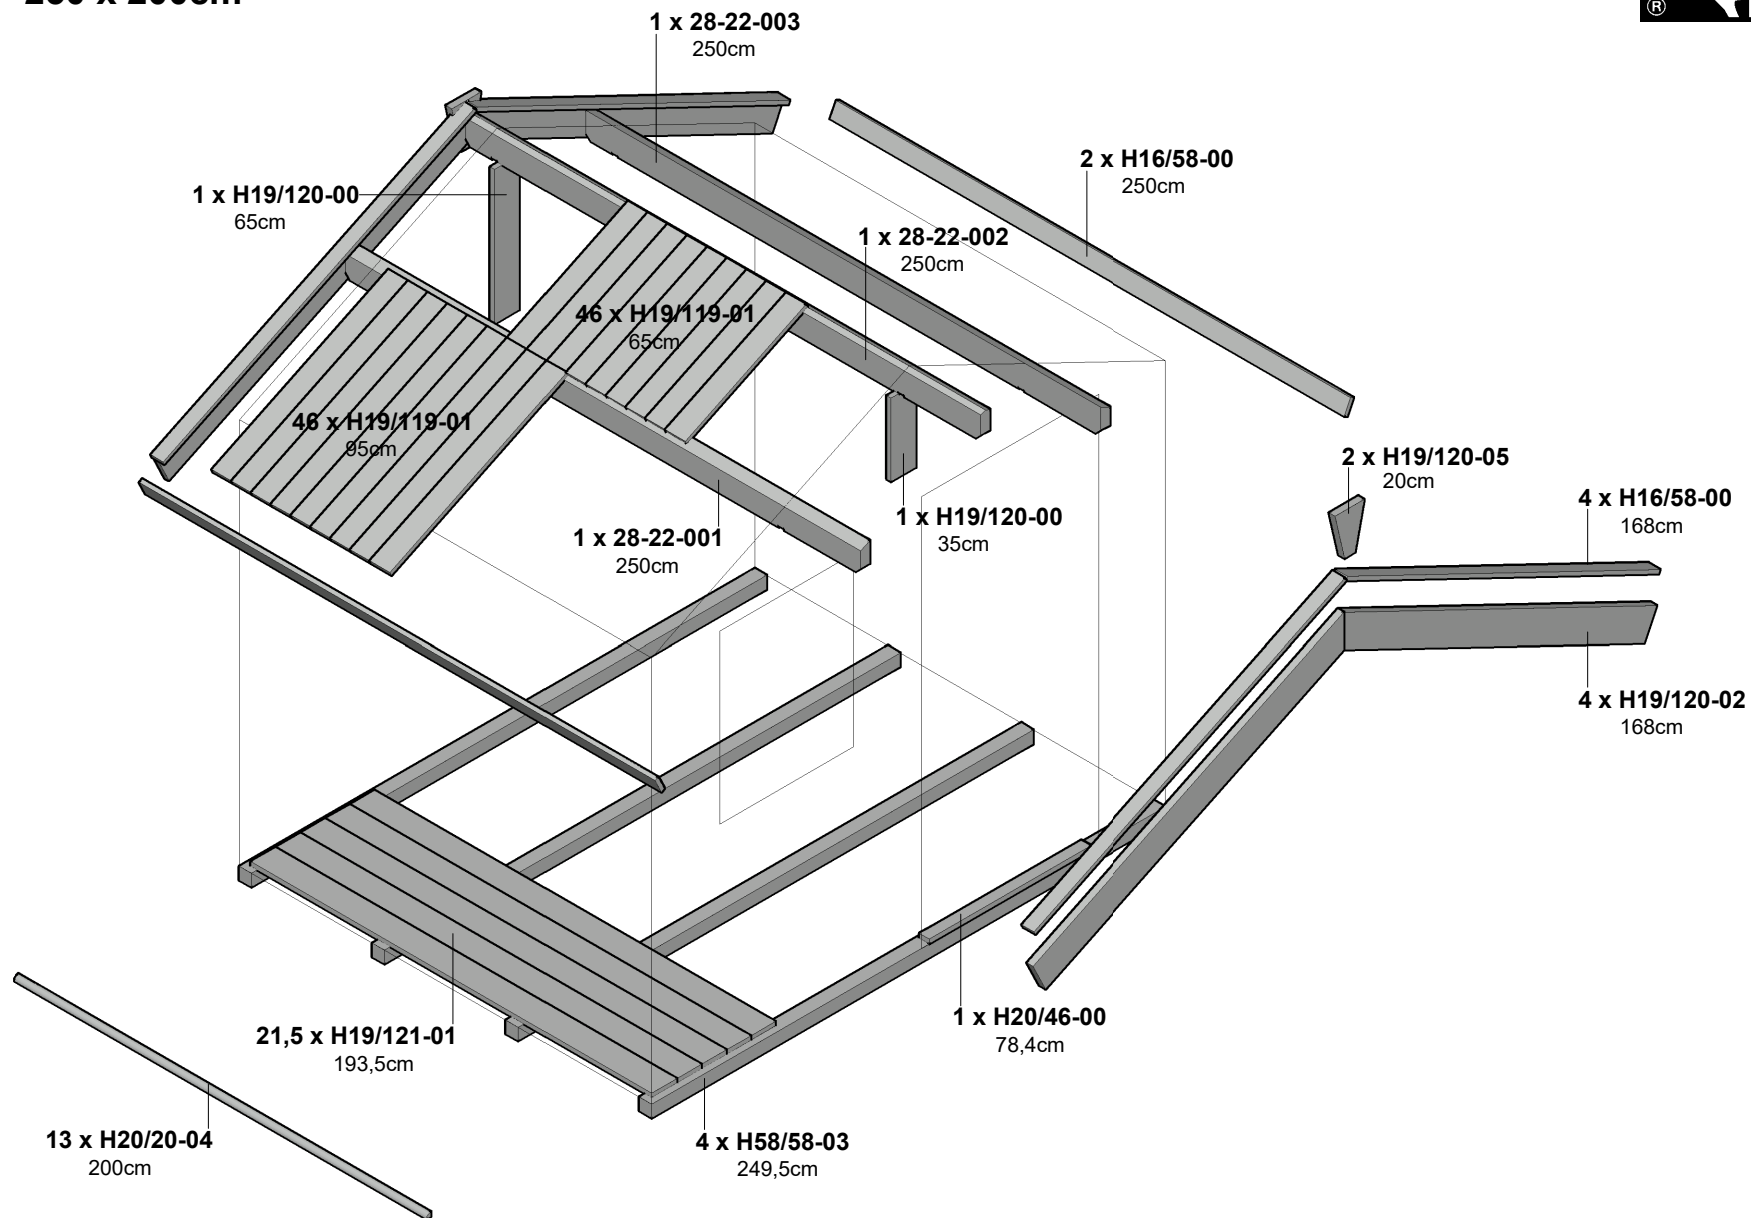 1 x 28-22-003
250cm
2 x H16/58-00
250cm
1 x H19/120-00
65cm
1 x 28-22-002
250cm
46 x H19/119-01
65cm
46 x H19/119-01
95cm
2 x H19/120-05
20cm
4 x H16/58-00
168cm
1 x H19/120-00
35cm
1 x 28-22-001
250cm
4 x H19/120-02
168cm
1 x H20/46-00
78,4cm
21,5 x H19/121-01
193,5cm
13 x H20/20-04
200cm
4 x H58/58-03
249,5cm
®